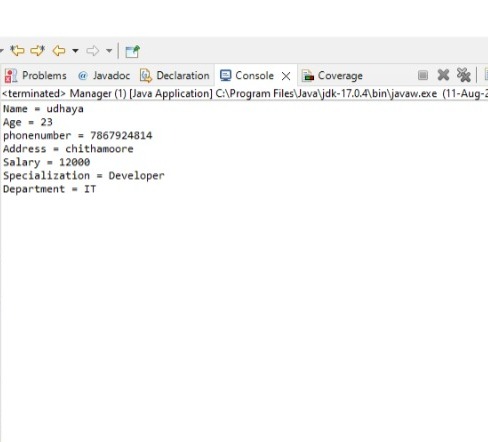 Problems @ Javadoc Declaration Console Coverage
<terminated> Manager (1) [Java Application] C:\Program Files\Java\jdk-17.0.4\bin\javaw.exe (11-Aug-2
Name = udhaya
Age = 23
phonenumber = 7867924814
Address = chithamoore
Salary = 12000
Specialization = Developer
Department = IT